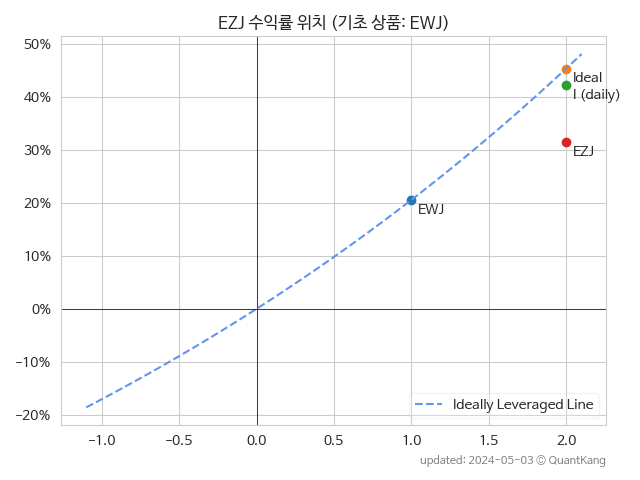 EZJ 수익률 위치 (기초 상품: EWJ)
50%
40%
30%
20%
10%
0%
−10%
−20%
Ideal
I (daily)
EZJ
EWJ
Ideally Leveraged Line
−1.0 −0.5 0.0 0.5 1.0 1.5 2.0
updated: 2024-05-03 © QuantKang